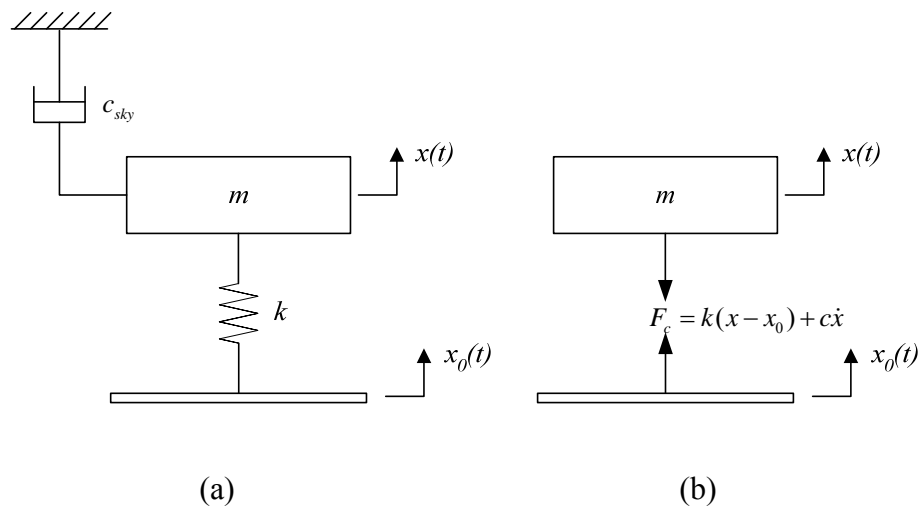 c_sky
x(t)
m
k
x_0(t)
(a)
x(t)
m
F_c = k(x − x_0) + cẋ
x_0(t)
(b)